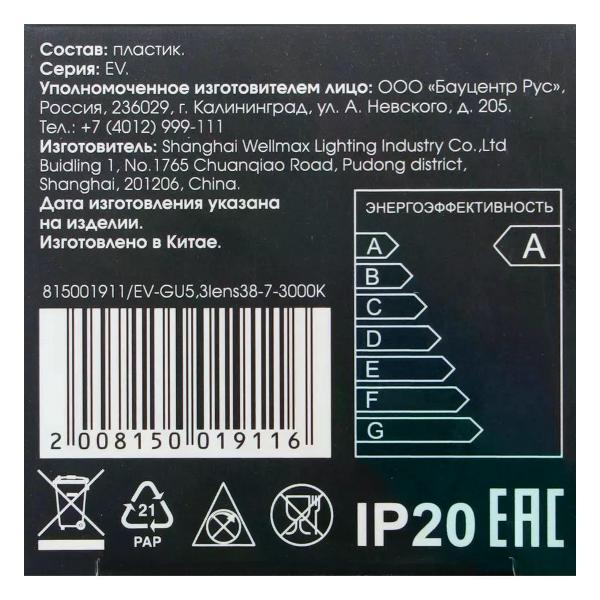 Состав: пластик.
Серия: EV.
Уполномоченное изготовителем лицо: ООО «Бауцентр Рус»,
Россия, 236029, г. Калининград, ул. А. Невского, д. 205.
Тел.: +7 (4012) 999-111
Изготовитель: Shanghai Wellmax Lighting Industry Co.,Ltd
Buidling 1, No.1765 Chuanqiao Road, Pudong district,
Shanghai, 201206, China.
Дата изготовления указана
на изделии.
Изготовлено в Китае.
815001911/EV-GU5,3lens38-7-3000K
2 008150 019116
ЭНЕРГОЭФФЕКТИВНОСТЬ
A
A
B
C
D
E
F
G
21
PAP
IP20
EAC